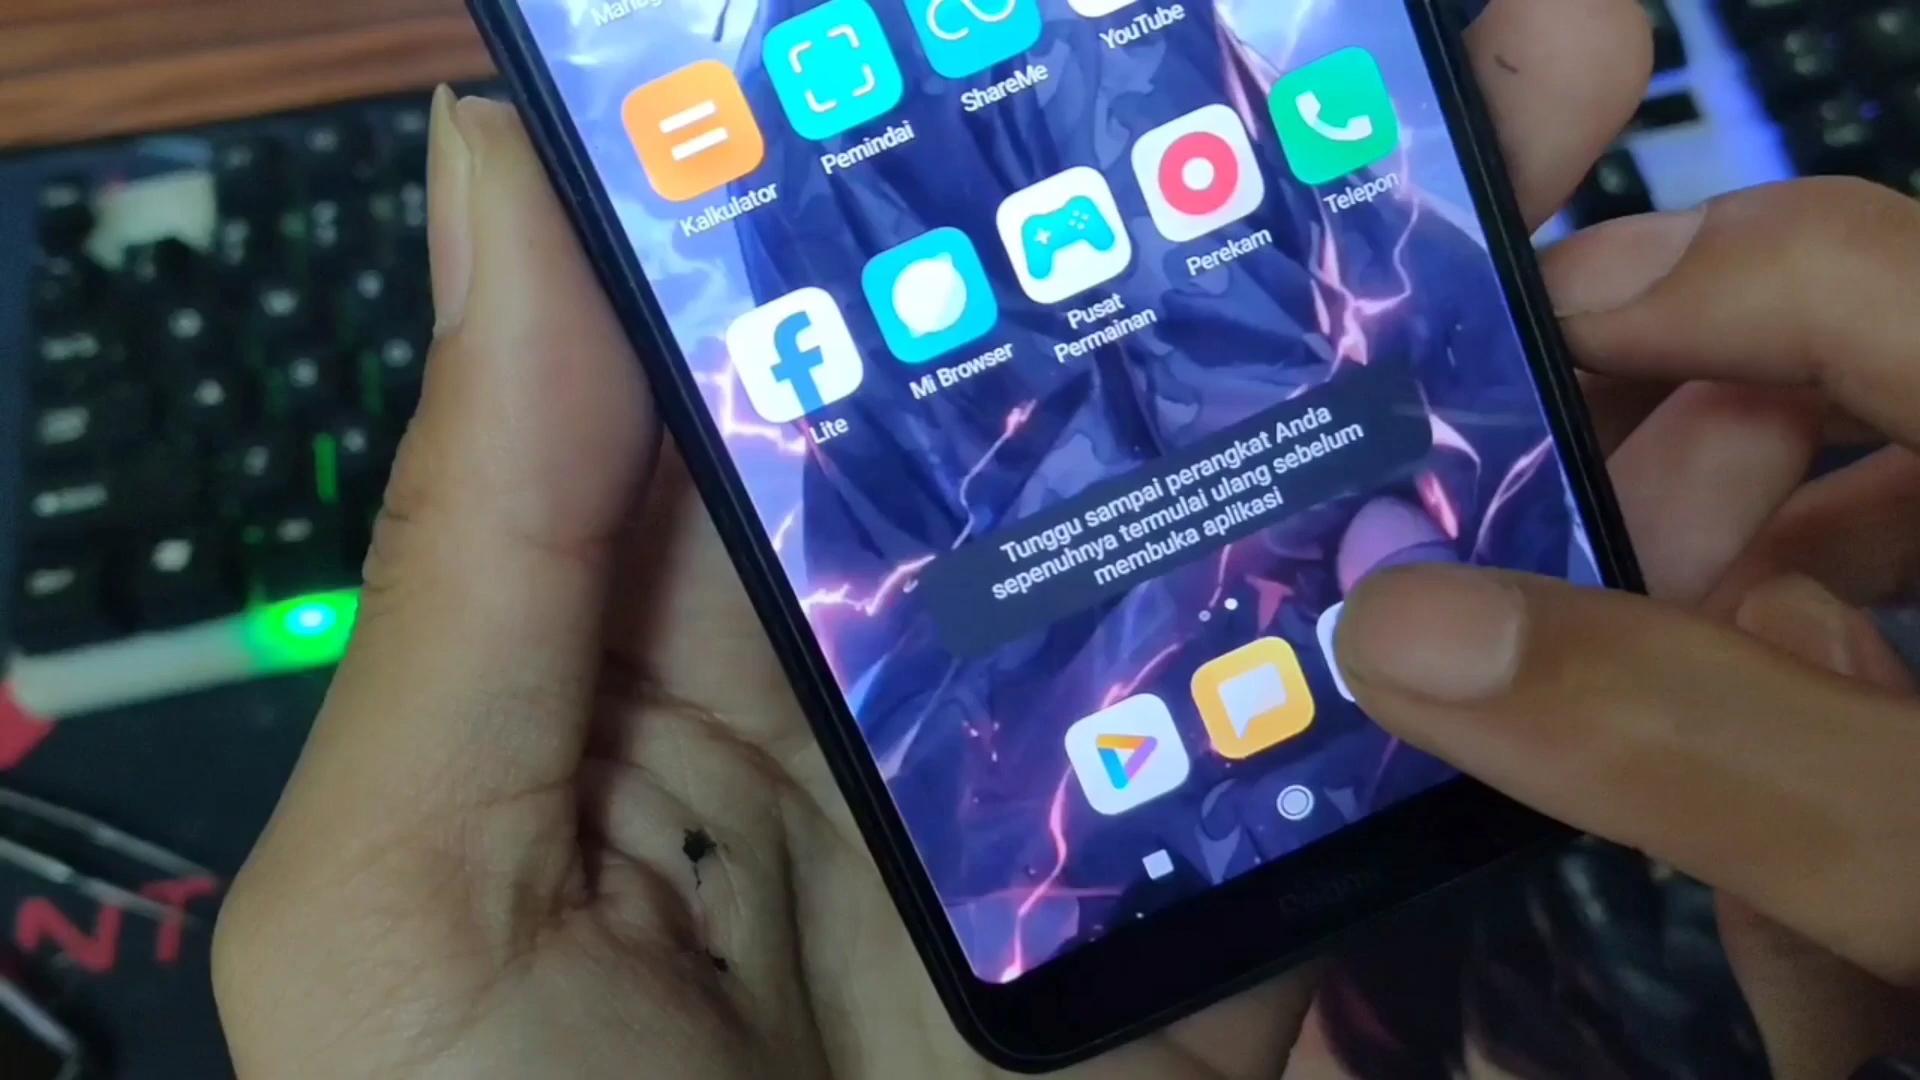 ShareMe
YouTube
Kalkulator
Pemindai
Telepon
Lite
Mi Browser
Pusat
Permainan
Perekam
Tunggu sampai perangkat Anda
sepenuhnya termulai ulang sebelum
membuka aplikasi
NT